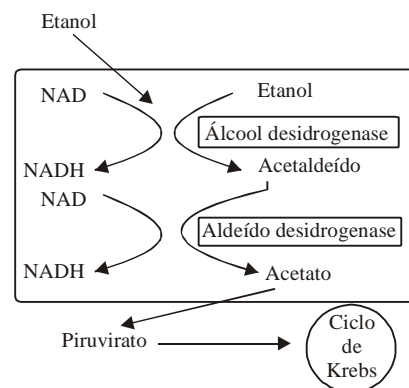 Etanol
NAD
Etanol
Álcool desidrogenase
NADH
Acetaldeído
NAD
Aldeído desidrogenase
NADH
Acetato
Piruvirato
Ciclo
de
Krebs